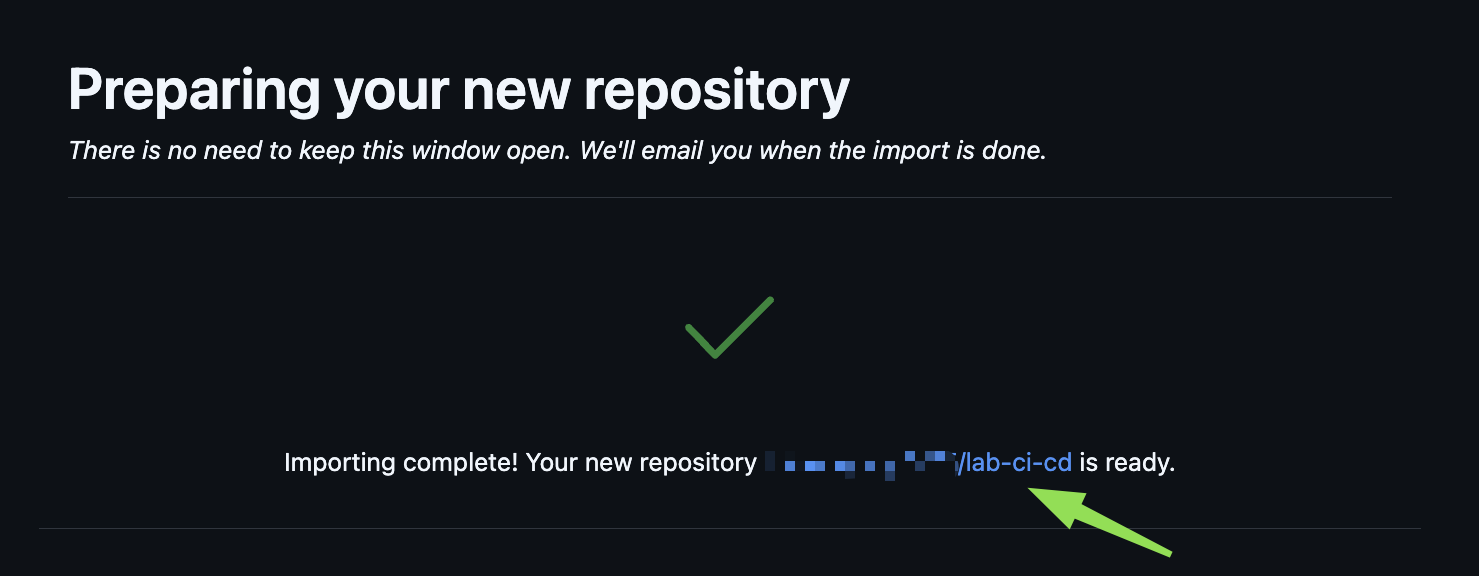 Preparing your new repository
There is no need to keep this window open. We'll email you when the import is done.
Importing complete! Your new repository /lab-ci-cd is ready.